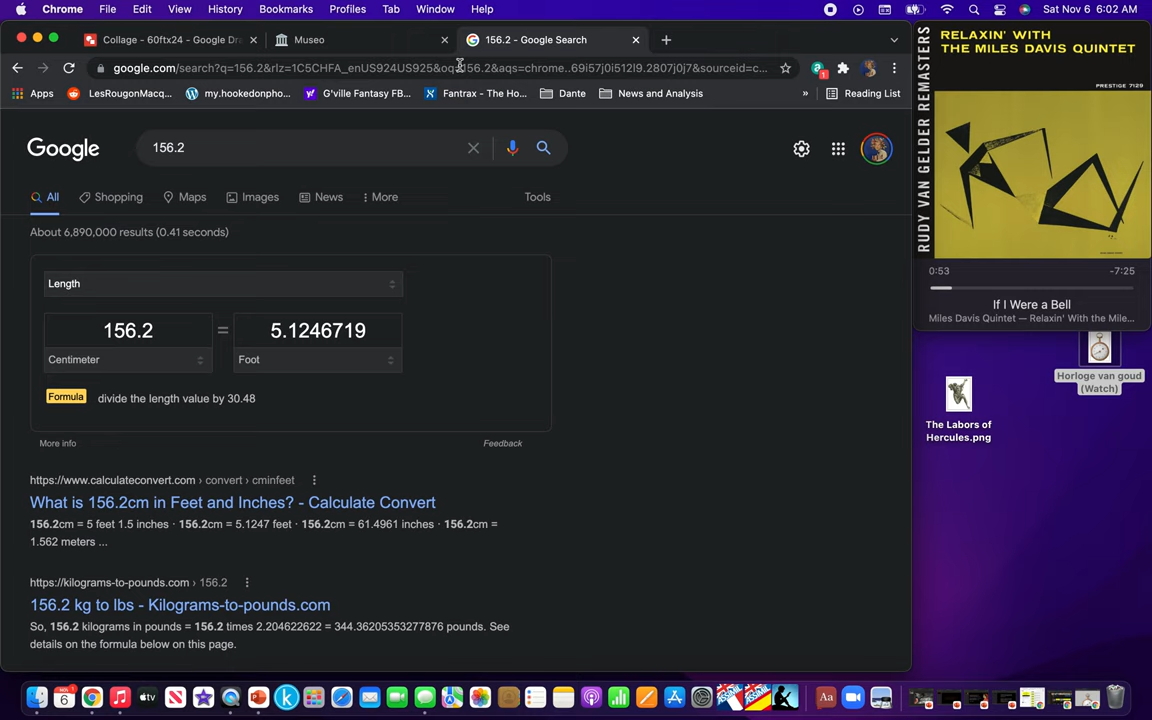 Chrome File Edit View History Bookmarks Profiles Tab Window Help Sat Nov 6 6:02 AM
Collage - 60ftx24 - Google Dra
Museo
156.2 - Google Search
google.com/search?q=156.2&rlz=1C5CHFA_enUS924US925&oq=156.2&aqs=chrome..69i57j0i512l9.2807j0j7&sourceid=c...
Apps LesRougonMacq... my.hookedonpho... G'ville Fantasy FB... Fantrax - The Ho... Dante News and Analysis » Reading List
Google
156.2
All Shopping Maps Images News More Tools
About 6,890,000 results (0.41 seconds)
Length
156.2 = 5.1246719
Centimeter Foot
Formula divide the length value by 30.48
More info Feedback
https://www.calculateconvert.com › convert › cminfeet
What is 156.2cm in Feet and Inches? - Calculate Convert
156.2cm = 5 feet 1.5 inches · 156.2cm = 5.1247 feet · 156.2cm = 61.4961 inches · 156.2cm =
1.562 meters ...
https://kilograms-to-pounds.com › 156.2
156.2 kg to lbs - Kilograms-to-pounds.com
So, 156.2 kilograms in pounds = 156.2 times 2.204622622 = 344.36205353277876 pounds. See
details on the formula below on this page.
RUDY VAN GELDER REMASTERS
RELAXIN' WITH
THE MILES DAVIS QUINTET
PRESTIGE 7129
0:53 -7:25
If I Were a Bell
Miles Davis Quintet — Relaxin' With the Mile...
Horloge van goud
(Watch)
The Labors of
Hercules.png